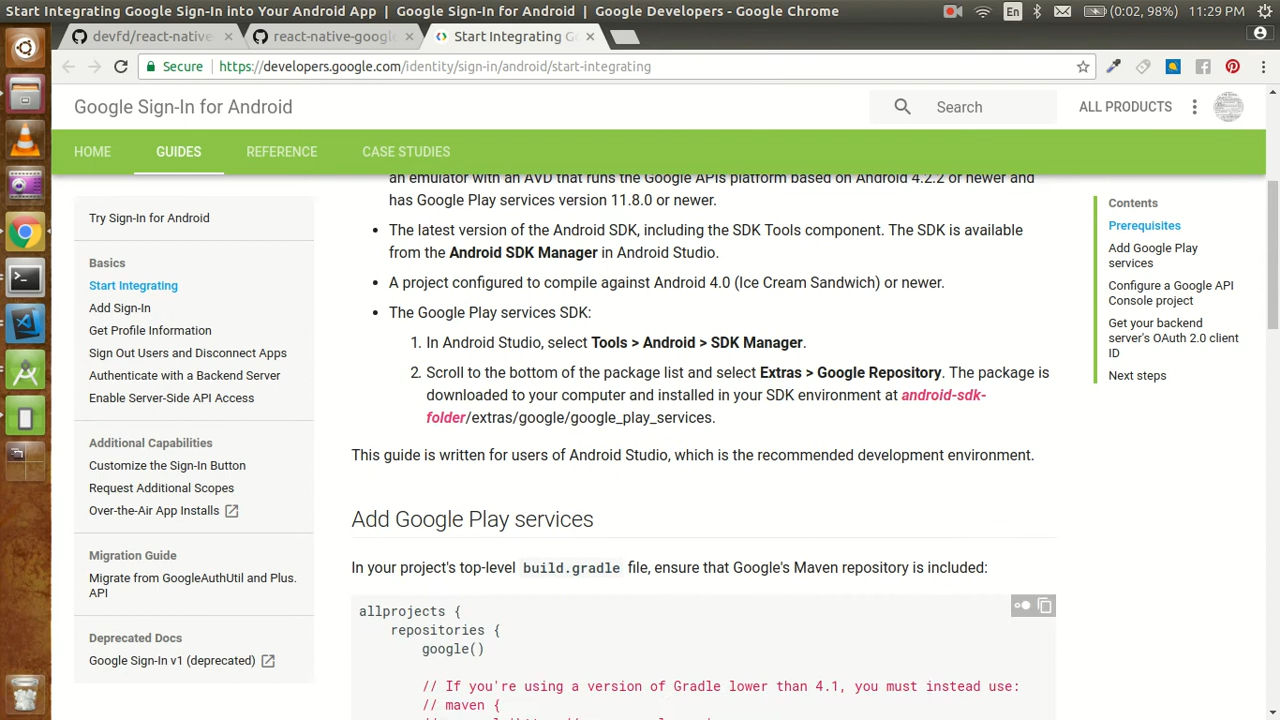 Start Integrating Google Sign-In into Your Android App | Google Sign-In for Android | Google Developers - Google Chrome
En
(0:02, 98%)
11:29 PM
devfd/react-native-
react-native-google
Start Integrating G
Secure
https://developers.google.com/identity/sign-in/android/start-integrating
Google Sign-In for Android
Search
ALL PRODUCTS
HOME
GUIDES
REFERENCE
CASE STUDIES
Try Sign-In for Android
Basics
Start Integrating
Add Sign-In
Get Profile Information
Sign Out Users and Disconnect Apps
Authenticate with a Backend Server
Enable Server-Side API Access
Additional Capabilities
Customize the Sign-In Button
Request Additional Scopes
Over-the-Air App Installs
Migration Guide
Migrate from GoogleAuthUtil and Plus.
API
Deprecated Docs
Google Sign-In v1 (deprecated)
an emulator with an AVD that runs the Google APIs platform based on Android 4.2.2 or newer and
has Google Play services version 11.8.0 or newer.
• The latest version of the Android SDK, including the SDK Tools component. The SDK is available
from the Android SDK Manager in Android Studio.
• A project configured to compile against Android 4.0 (Ice Cream Sandwich) or newer.
• The Google Play services SDK:
1. In Android Studio, select Tools > Android > SDK Manager.
2. Scroll to the bottom of the package list and select Extras > Google Repository. The package is
downloaded to your computer and installed in your SDK environment at android-sdk-
folder/extras/google/google_play_services.
This guide is written for users of Android Studio, which is the recommended development environment.
Add Google Play services
In your project's top-level build.gradle file, ensure that Google's Maven repository is included:
allprojects {
repositories {
google()
// If you're using a version of Gradle lower than 4.1, you must instead use:
// maven {
Contents
Prerequisites
Add Google Play
services
Configure a Google API
Console project
Get your backend
server's OAuth 2.0 client
ID
Next steps